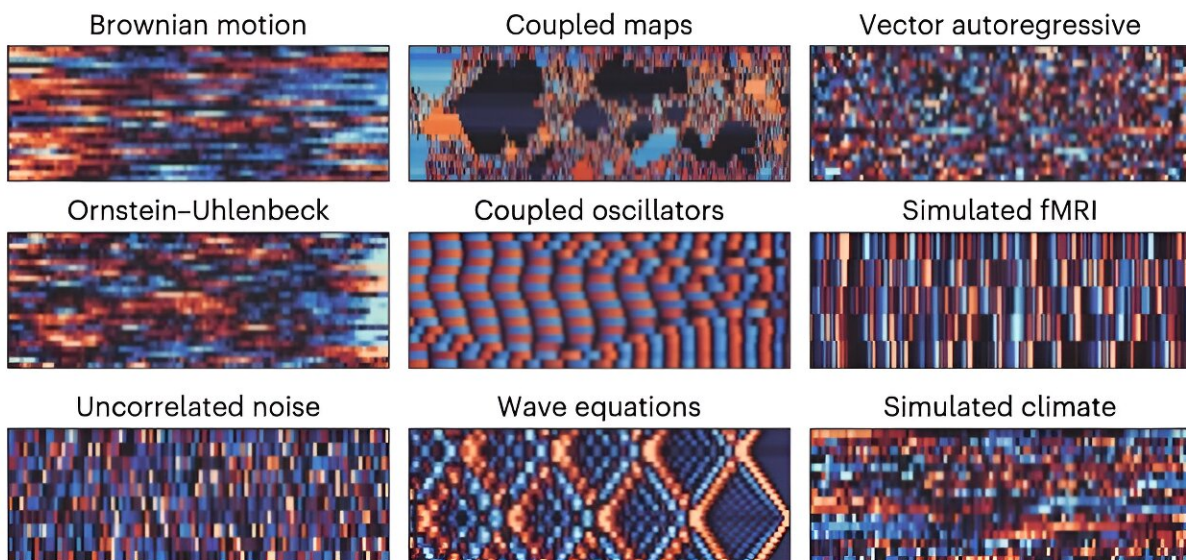 Brownian motion
Coupled maps
Vector autoregressive
Ornstein–Uhlenbeck
Coupled oscillators
Simulated fMRI
Uncorrelated noise
Wave equations
Simulated climate